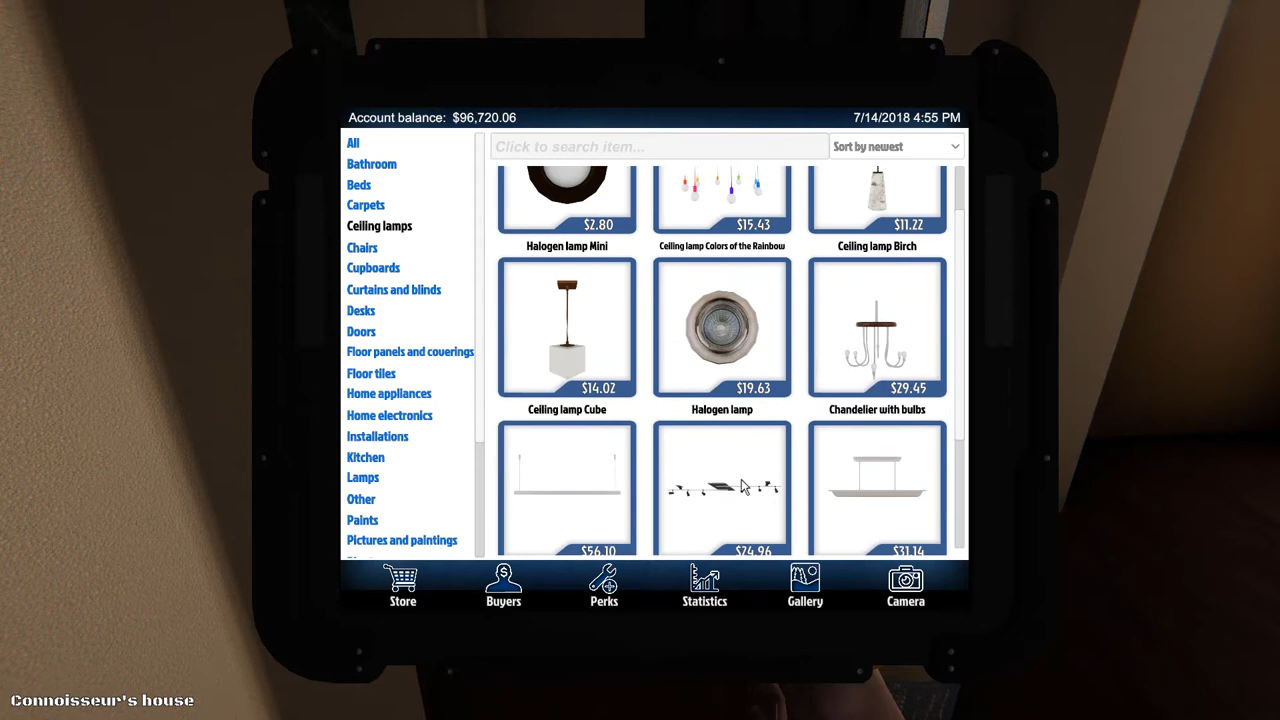 Account balance: $96,720.06
7/14/2018 4:55 PM
All
Bathroom
Beds
Carpets
Ceiling lamps
Chairs
Cupboards
Curtains and blinds
Desks
Doors
Floor panels and coverings
Floor tiles
Home appliances
Home electronics
Installations
Kitchen
Lamps
Other
Paints
Pictures and paintings
Click to search item...
Sort by newest
$2.80
$15.43
$11.22
Halogen lamp Mini
Ceiling lamp Colors of the Rainbow
Ceiling lamp Birch
$14.02
$19.63
$29.45
Ceiling lamp Cube
Halogen lamp
Chandelier with bulbs
$56.10
$24.96
$31.14
Store
Buyers
Perks
Statistics
Gallery
Camera
Connoisseur's house